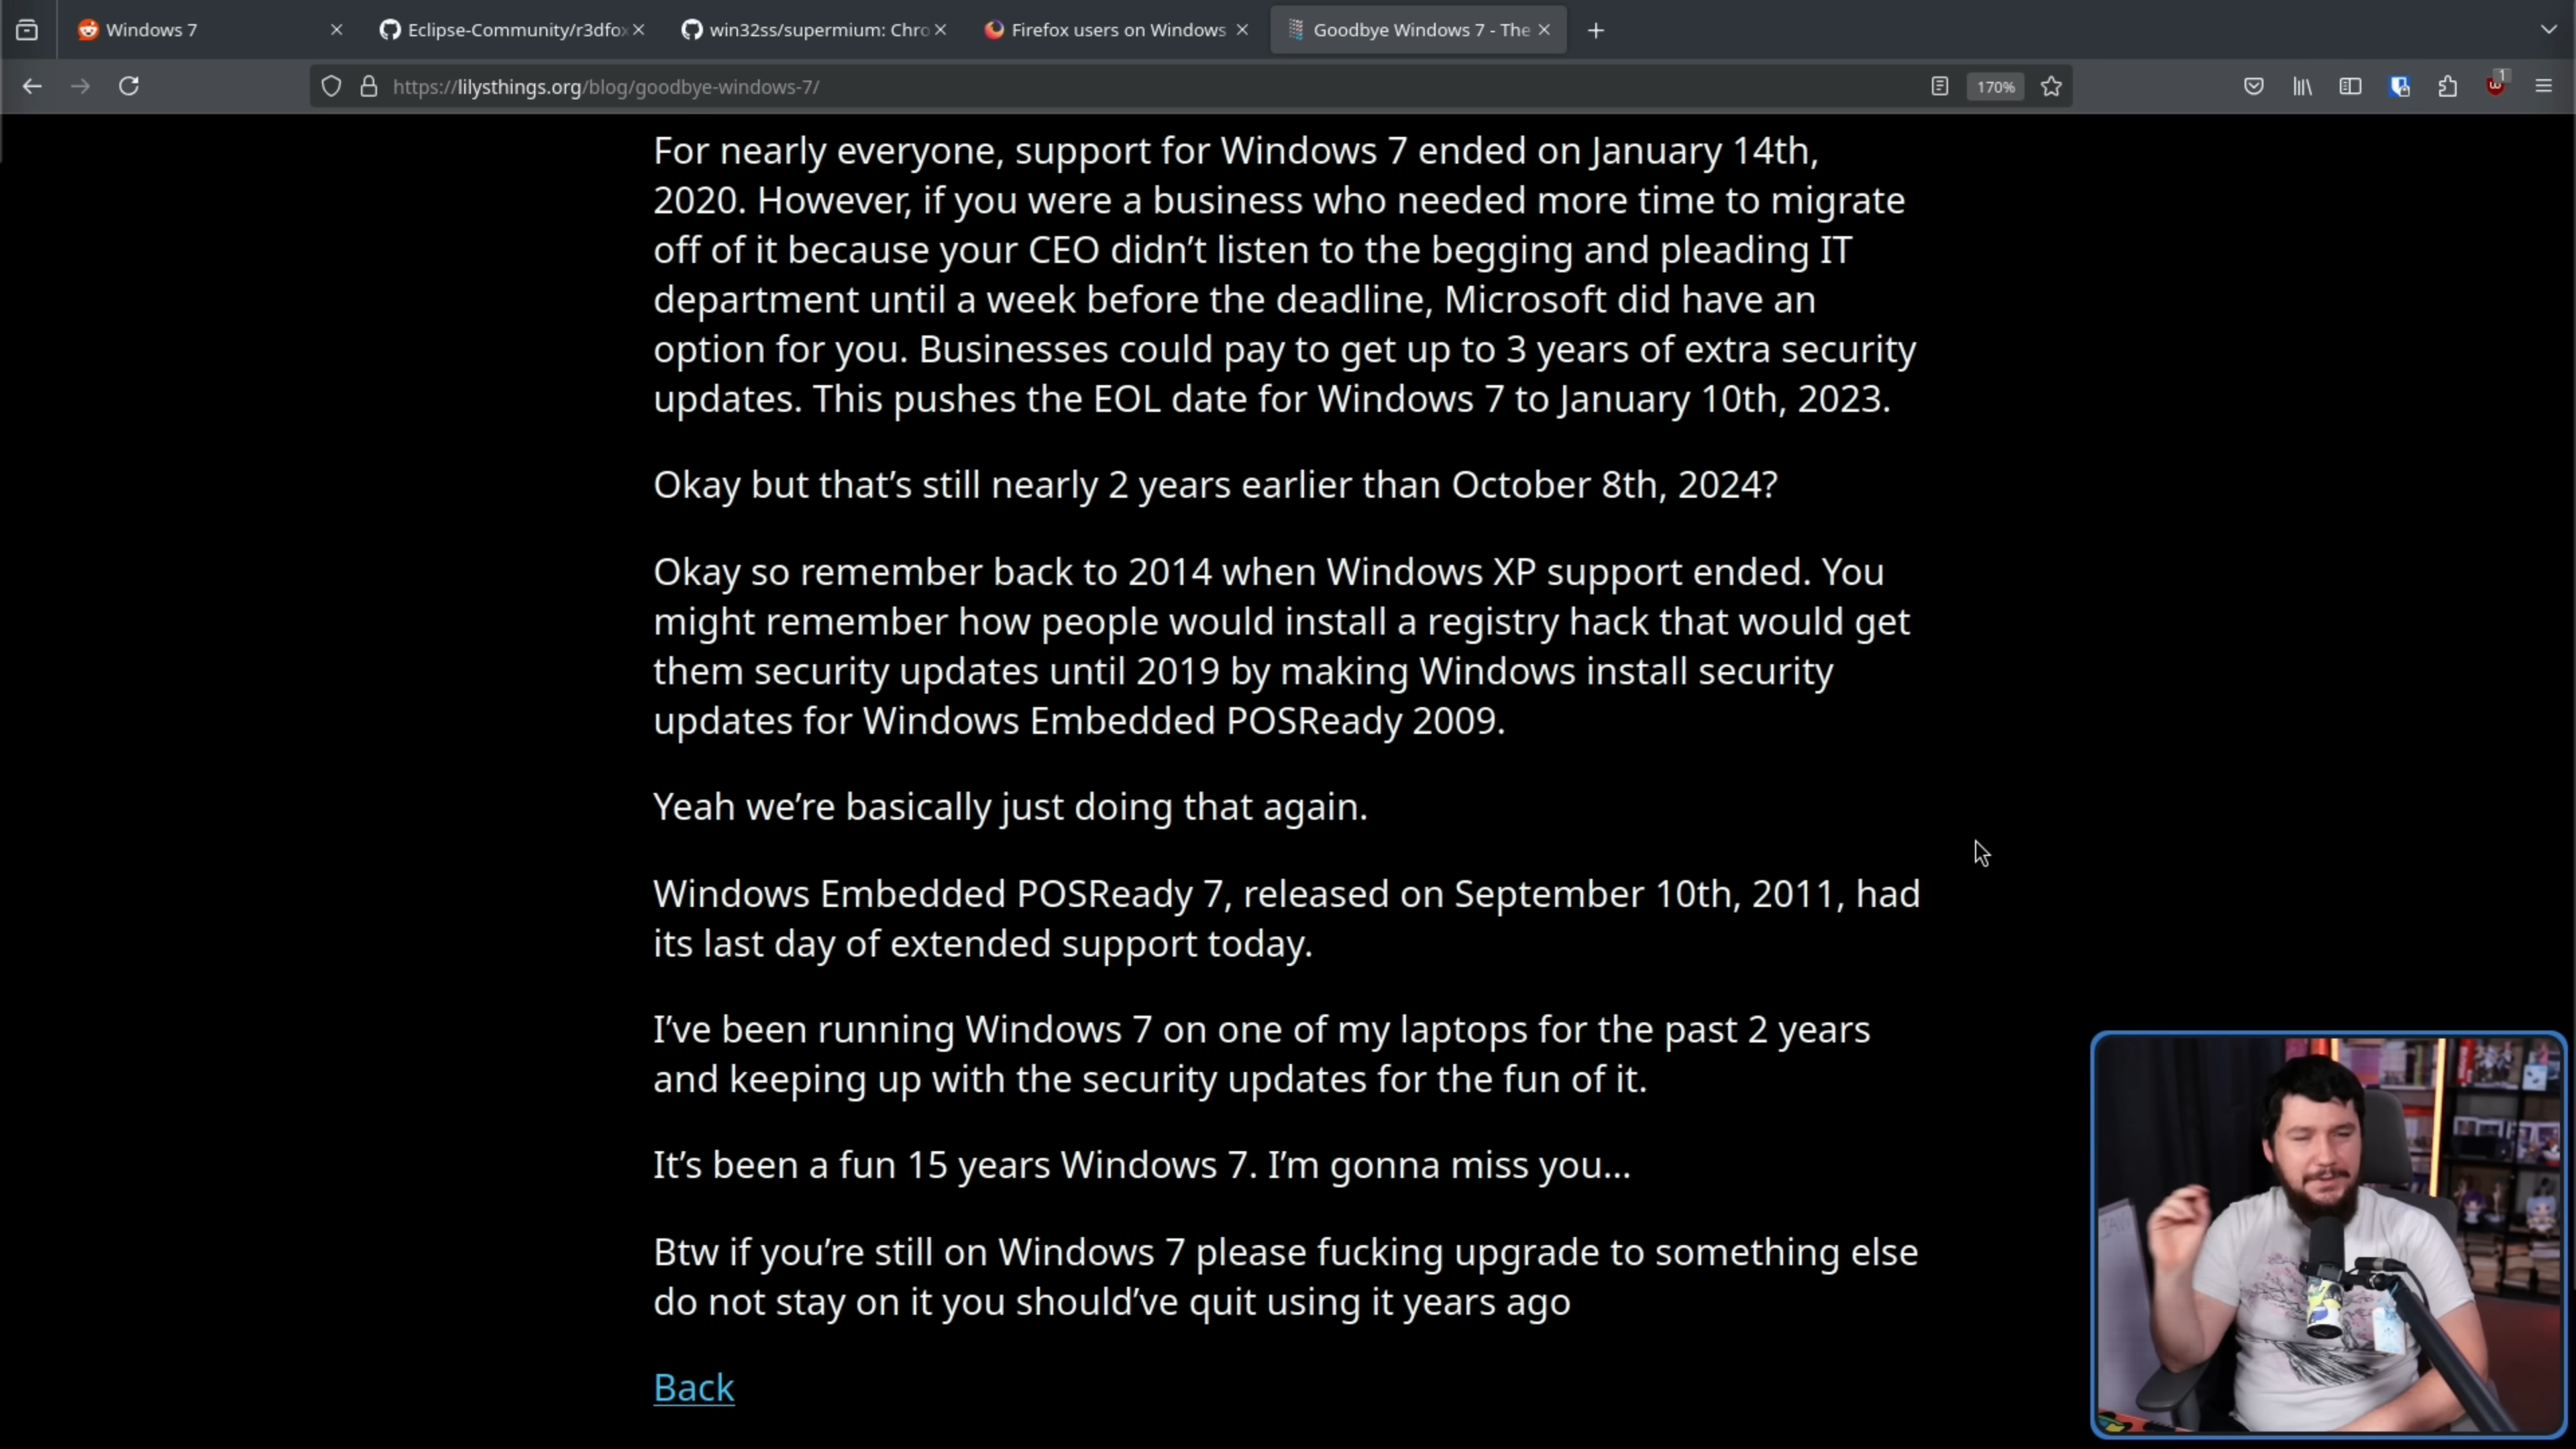 Windows 7
Eclipse-Community/r3dfox
win32ss/supermium: Chro
Firefox users on Windows
Goodbye Windows 7 - The
https://lilysthings.org/blog/goodbye-windows-7/
170%
1
For nearly everyone, support for Windows 7 ended on January 14th,
2020. However, if you were a business who needed more time to migrate
off of it because your CEO didn’t listen to the begging and pleading IT
department until a week before the deadline, Microsoft did have an
option for you. Businesses could pay to get up to 3 years of extra security
updates. This pushes the EOL date for Windows 7 to January 10th, 2023.
Okay but that’s still nearly 2 years earlier than October 8th, 2024?
Okay so remember back to 2014 when Windows XP support ended. You
might remember how people would install a registry hack that would get
them security updates until 2019 by making Windows install security
updates for Windows Embedded POSReady 2009.
Yeah we’re basically just doing that again.
Windows Embedded POSReady 7, released on September 10th, 2011, had
its last day of extended support today.
I’ve been running Windows 7 on one of my laptops for the past 2 years
and keeping up with the security updates for the fun of it.
It’s been a fun 15 years Windows 7. I’m gonna miss you…
Btw if you’re still on Windows 7 please fucking upgrade to something else
do not stay on it you should’ve quit using it years ago
Back